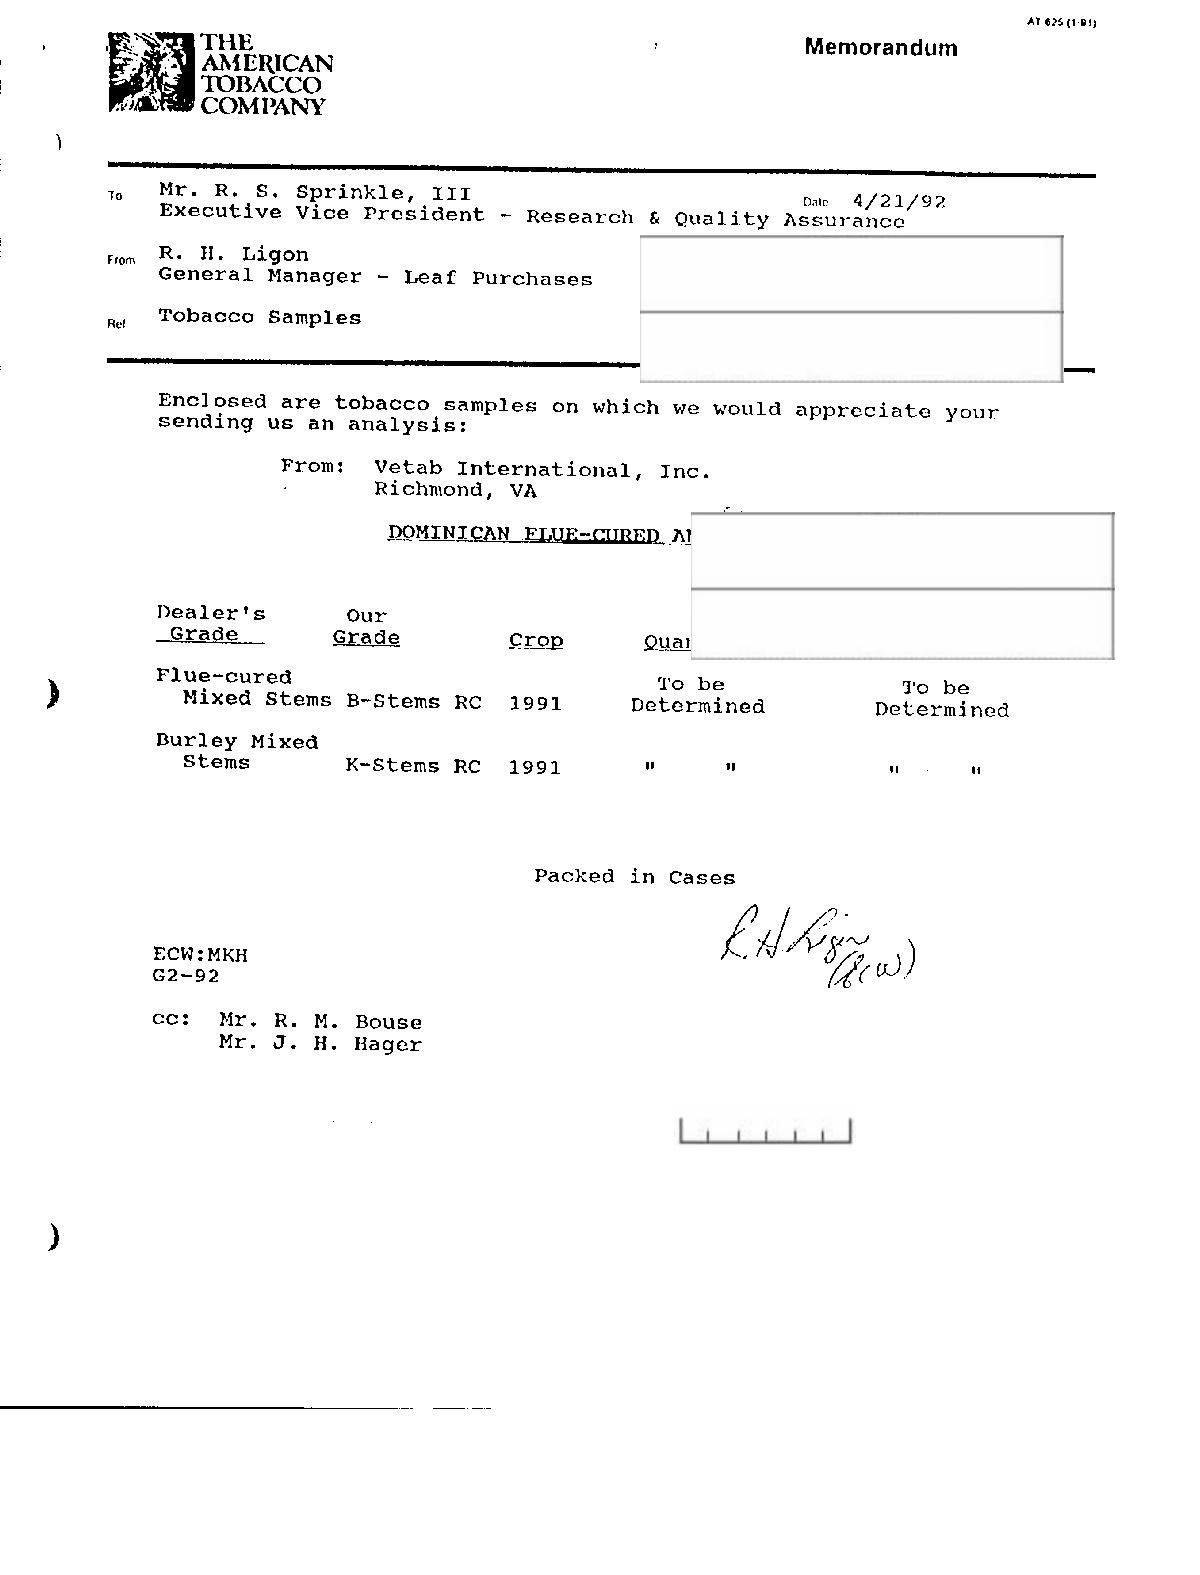 AT 625 (1-91)
THE
AMERICAN
TOBACCO
COMPANY
Memorandum
To Mr. R. S. Sprinkle, III
Date 4/21/92
Executive Vice President - Research & Quality Assurance
From R. H. Ligon
General Manager - Leaf Purchases
Ref Tobacco Samples
Enclosed are tobacco samples on which we would appreciate your
sending us an analysis:
From: Vetab International, Inc.
Richmond, VA
DOMINICAN FLUE-CURED
Dealer's Our
Grade Grade Crop
Flue-cured To be To be
Mixed Stems B-Stems RC 1991 Determined Determined
Burley Mixed
Stems K-Stems RC 1991 " " " "
Packed in Cases
R H Ligon
(ECW)
ECW:MKH
G2-92
cc: Mr. R. M. Bouse
Mr. J. H. Hager